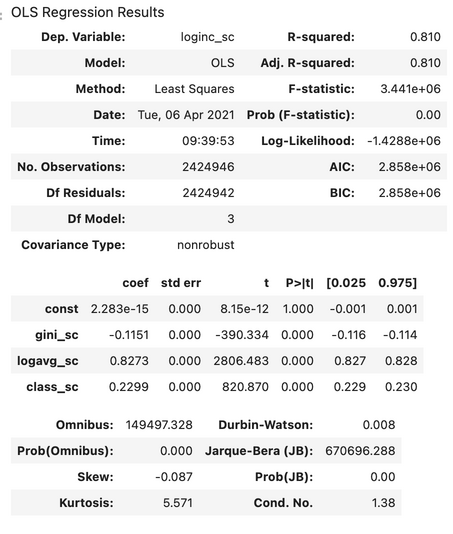 OLS Regression Results
Dep. Variable: loginc_sc R-squared: 0.810
Model: OLS Adj. R-squared: 0.810
Method: Least Squares F-statistic: 3.441e+06
Date: Tue, 06 Apr 2021 Prob (F-statistic): 0.00
Time: 09:39:53 Log-Likelihood: -1.4288e+06
No. Observations: 2424946 AIC: 2.858e+06
Df Residuals: 2424942 BIC: 2.858e+06
Df Model: 3
Covariance Type: nonrobust
coef std err t P>|t| [0.025 0.975]
const 2.283e-15 0.000 8.15e-12 1.000 -0.001 0.001
gini_sc -0.1151 0.000 -390.334 0.000 -0.116 -0.114
logavg_sc 0.8273 0.000 2806.483 0.000 0.827 0.828
class_sc 0.2299 0.000 820.870 0.000 0.229 0.230
Omnibus: 149497.328 Durbin-Watson: 0.008
Prob(Omnibus): 0.000 Jarque-Bera (JB): 670696.288
Skew: -0.087 Prob(JB): 0.00
Kurtosis: 5.571 Cond. No. 1.38